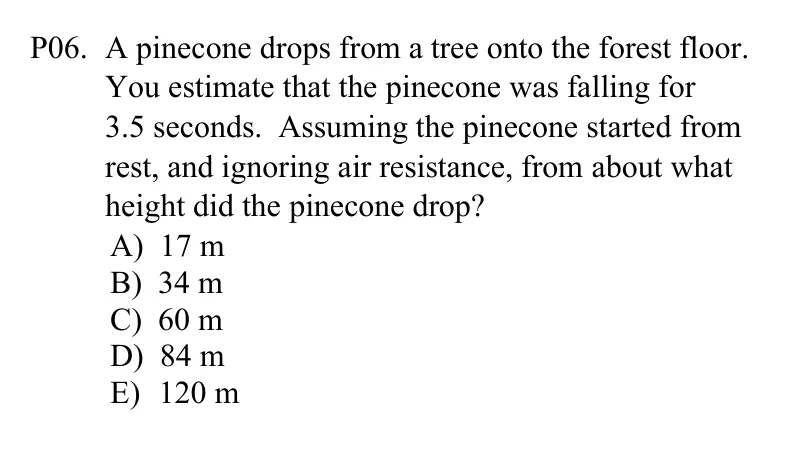 P06. A pinecone drops from a tree onto the forest floor.
You estimate that the pinecone was falling for
3.5 seconds. Assuming the pinecone started from
rest, and ignoring air resistance, from about what
height did the pinecone drop?
A) 17 m
B) 34 m
C) 60 m
D) 84 m
E) 120 m